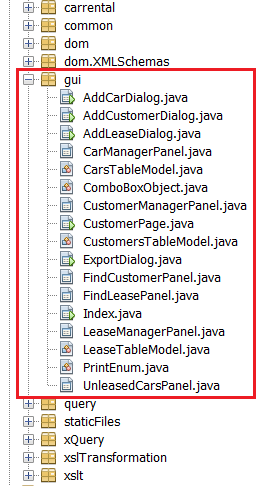 carrental
common
dom
dom.XMLSchemas
gui
AddCarDialog.java
AddCustomerDialog.java
AddLeaseDialog.java
CarManagerPanel.java
CarsTableModel.java
ComboBoxObject.java
CustomerManagerPanel.java
CustomerPage.java
CustomersTableModel.java
ExportDialog.java
FindCustomerPanel.java
FindLeasePanel.java
Index.java
LeaseManagerPanel.java
LeaseTableModel.java
PrintEnum.java
UnleasedCarsPanel.java
query
staticFiles
xQuery
xslTransformation
xslt